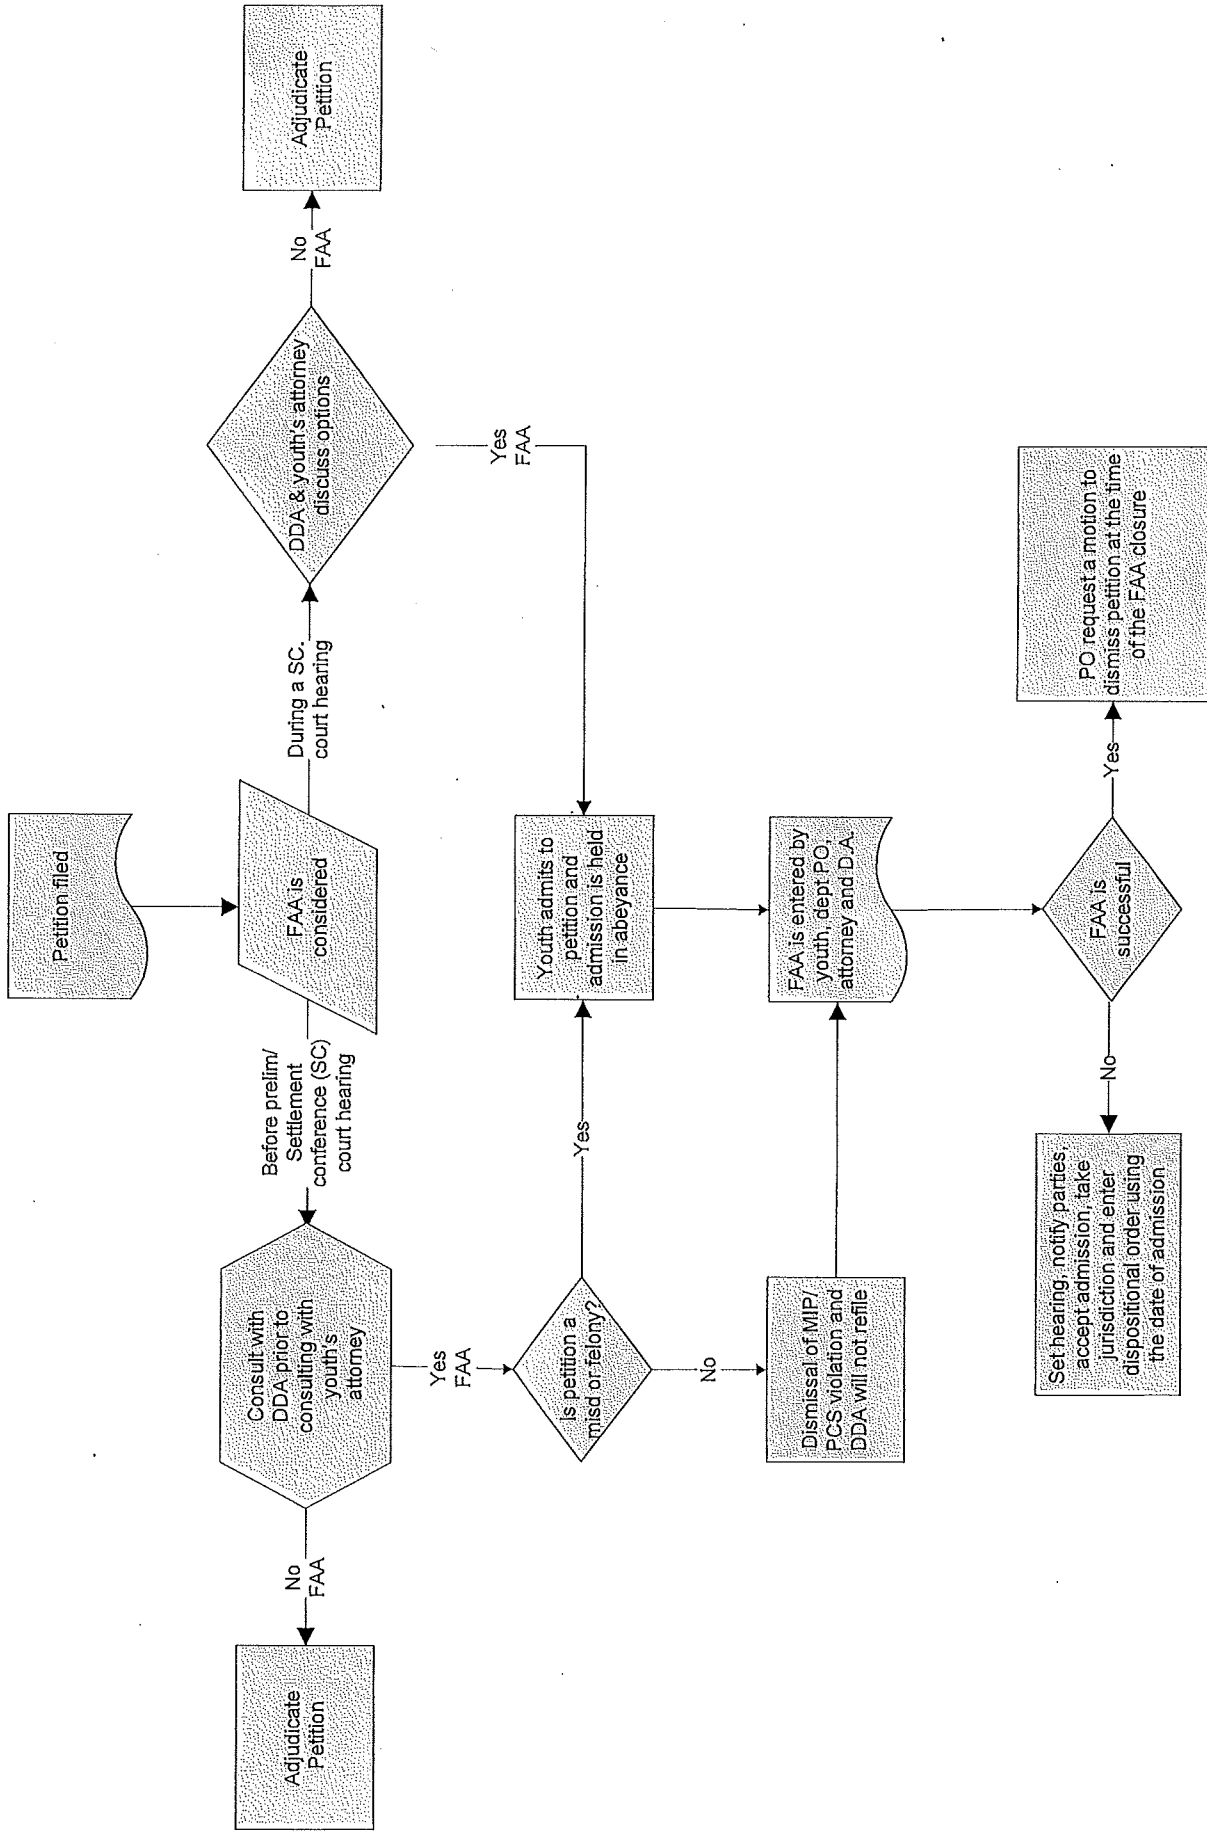 Petition filed
FAA is
considered
Before prelim/
Settlement
conference (SC)
court hearing
During a SC.
court hearing
Consult with
DDA prior to
consulting with
youth's
attorney
No
FAA
Adjudicate
Petition
Yes
FAA
DDA & youth's attorney
discuss options
No
FAA
Adjudicate
Petition
Yes
FAA
Is petition a
misd or felony?
Yes
Youth admits to
petition and
admission is held
in abeyance
No
Dismissal of MIP/
PCS violation and
DDA will not refile
FAA is entered by
youth, dept PO,
attorney and D.A.
FAA is
successful
No
Set hearing, notify parties,
accept admission, take
jurisdiction and enter
dispositional order using
the date of admission
Yes
PO request a motion to
dismiss petition at the time
of the FAA closure